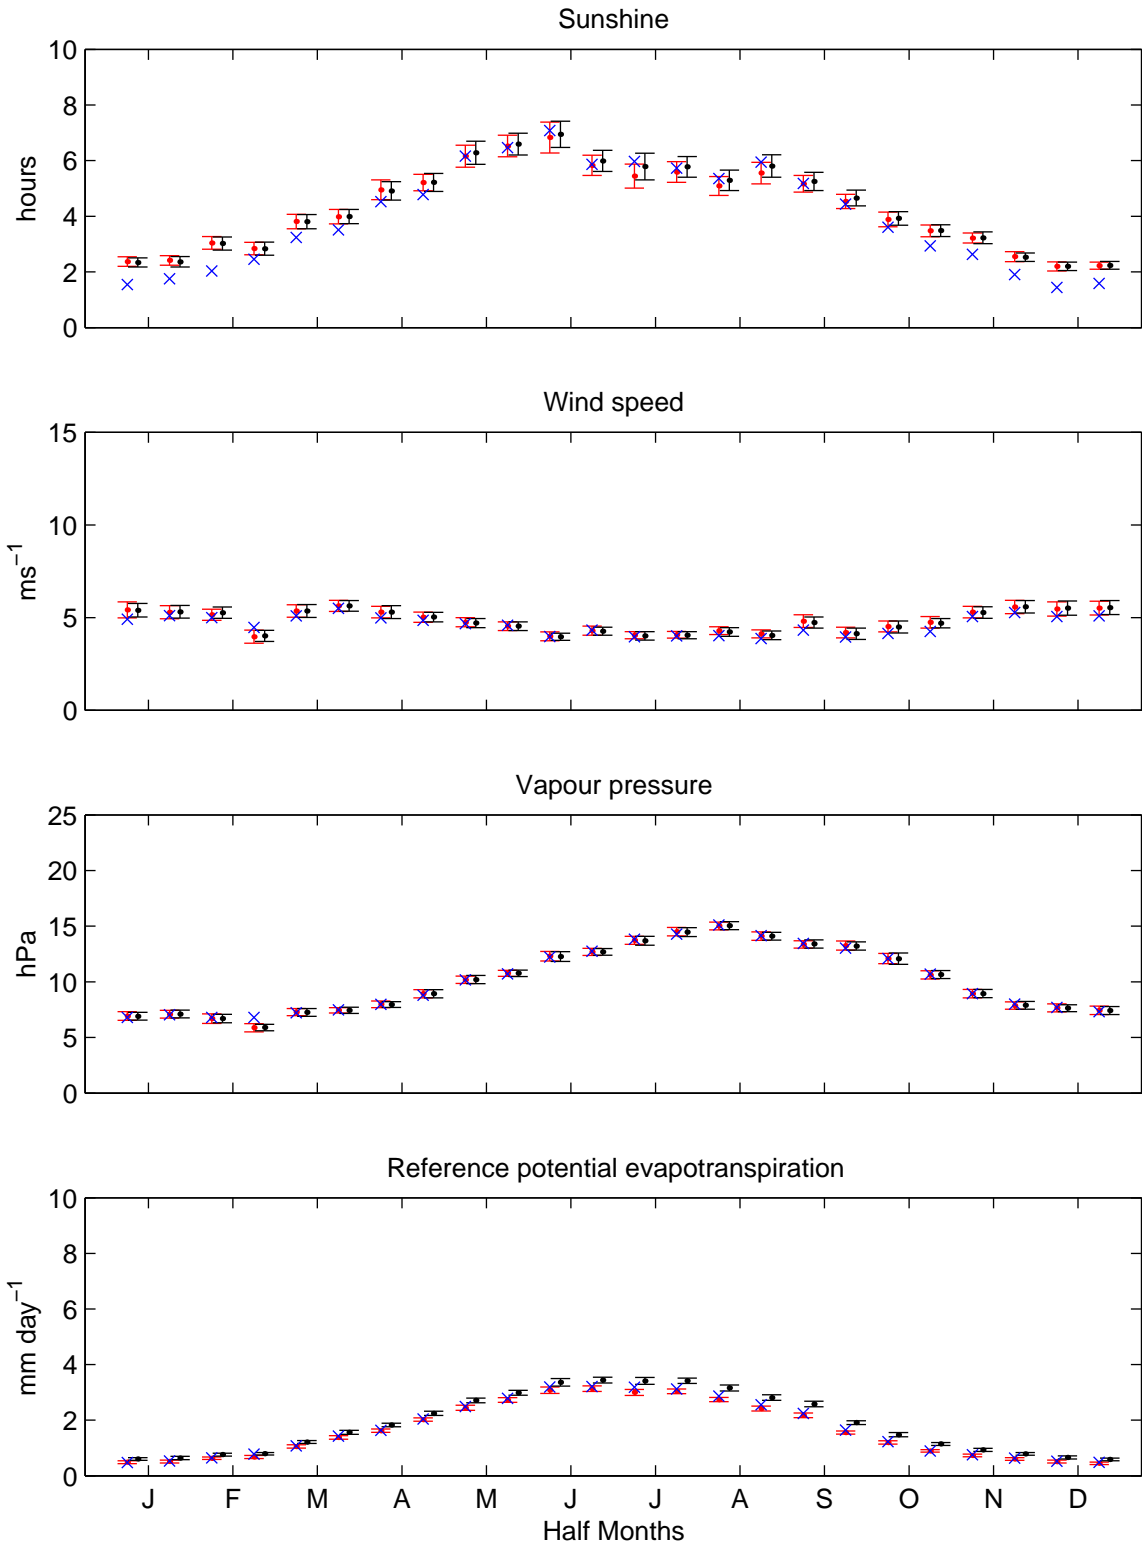 Sunshine
10
8
6
4
2
0
hours
Wind speed
15
10
5
0
ms⁻¹
Vapour pressure
25
20
15
10
5
0
hPa
Reference potential evapotranspiration
10
8
6
4
2
0
mm day⁻¹
J F M A M J J A S O N D
Half Months